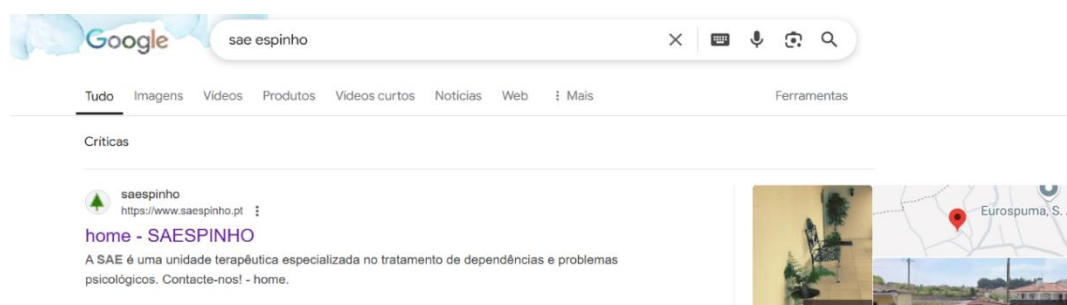 Google
sae espinho
Tudo Imagens Vídeos Produtos Vídeos curtos Notícias Web Mais Ferramentas
Críticas
saespinho
https://www.saespinho.pt
home - SAESPINHO
A SAE é uma unidade terapêutica especializada no tratamento de dependências e problemas
psicológicos. Contacte-nos! - home.
Eurospuma, S.